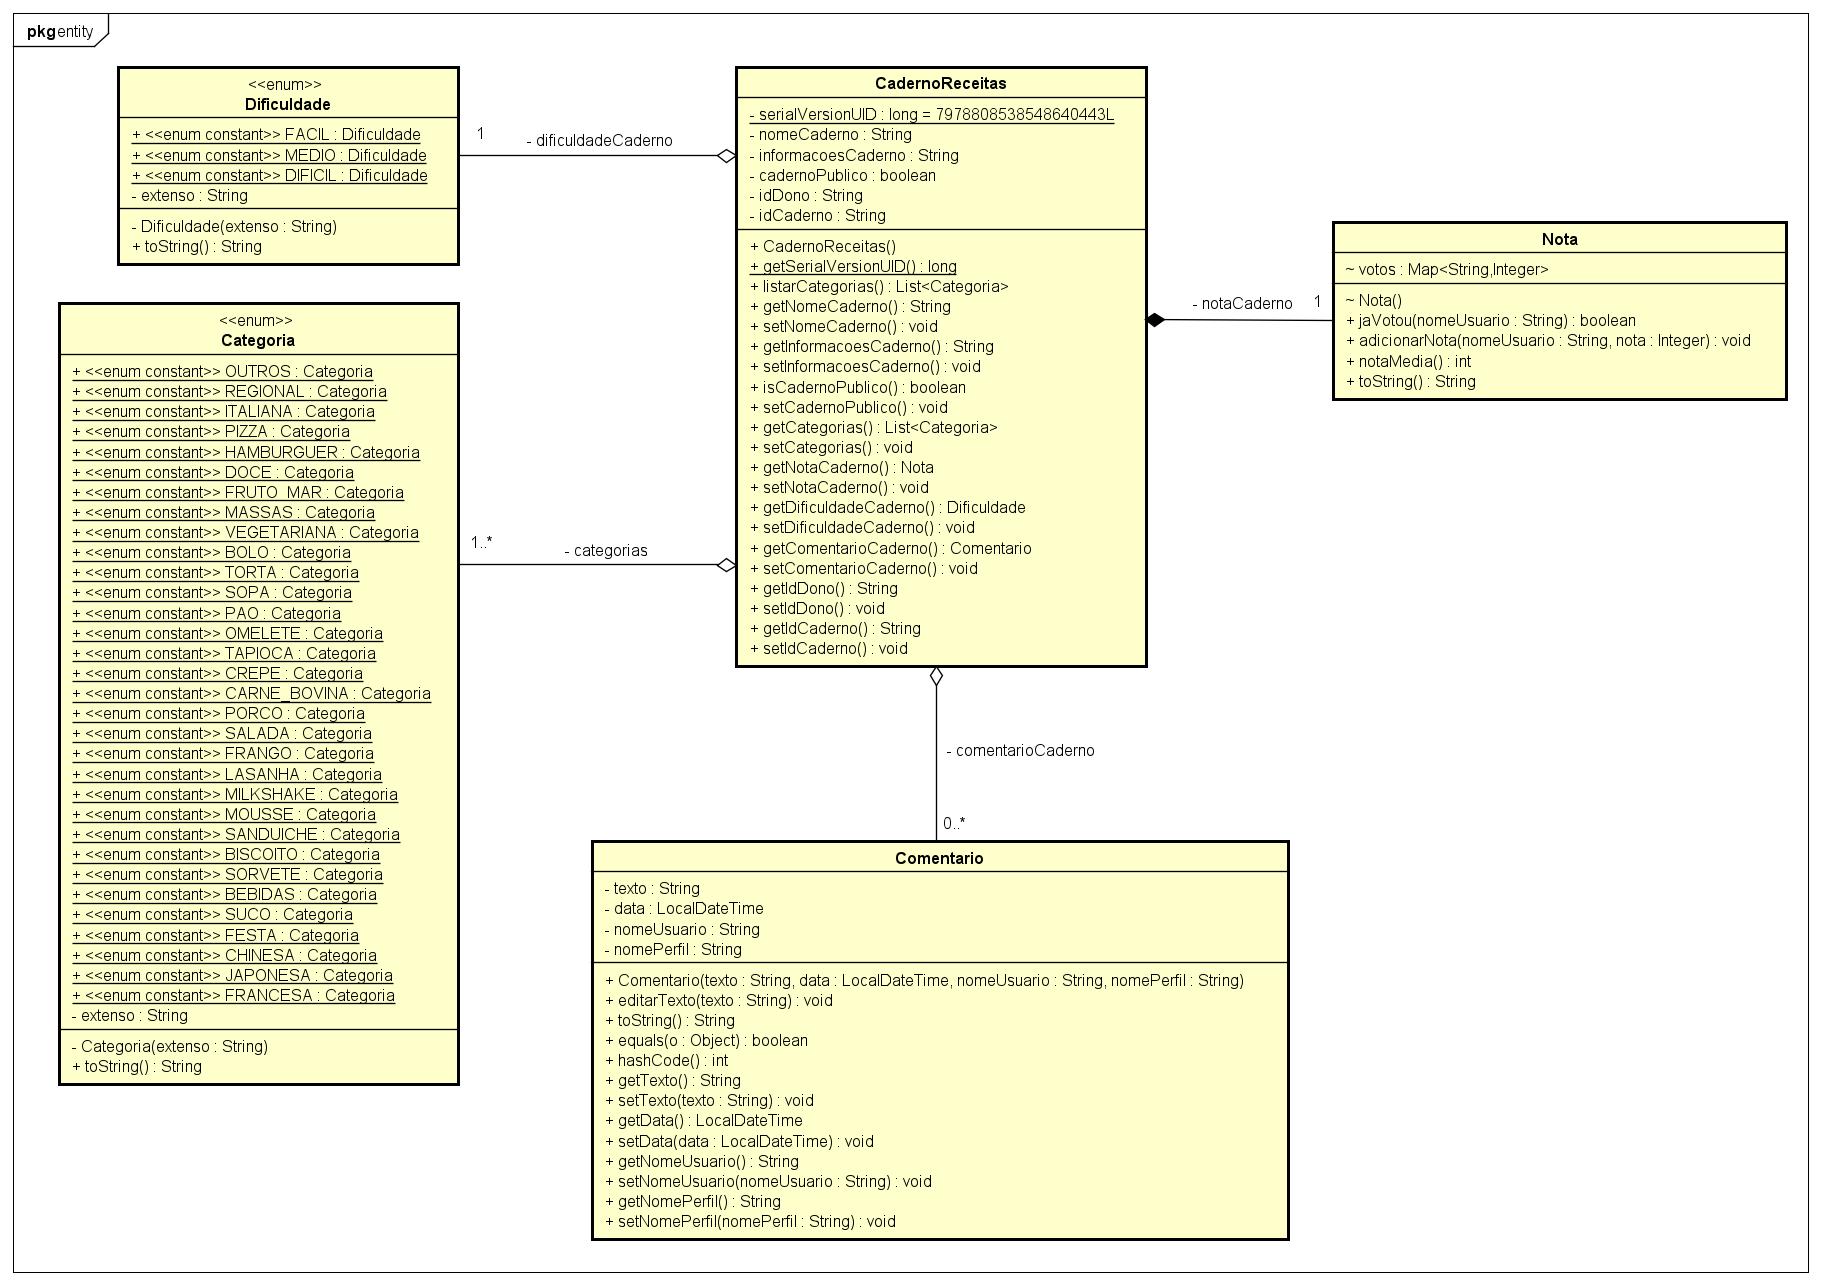 pkg entity
<<enum>>
Dificuldade
+ <<enum constant>> FACIL : Dificuldade
+ <<enum constant>> MEDIO : Dificuldade
+ <<enum constant>> DIFICIL : Dificuldade
- extenso : String
- Dificuldade(extenso : String)
+ toString() : String
1
- dificuldadeCaderno
CadernoReceitas
- serialVersionUID : long = 7978808538548640443L
- nomeCaderno : String
- informacoesCaderno : String
- cadernoPublico : boolean
- idDono : String
- idCaderno : String
+ CadernoReceitas()
+ getSerialVersionUID() : long
+ listarCategorias() : List<Categoria>
+ getNomeCaderno() : String
+ setNomeCaderno() : void
+ getInformacoesCaderno() : String
+ setInformacoesCaderno() : void
+ isCadernoPublico() : boolean
+ setCadernoPublico() : void
+ getCategorias() : List<Categoria>
+ setCategorias() : void
+ getNotaCaderno() : Nota
+ setNotaCaderno() : void
+ getDificuldadeCaderno() : Dificuldade
+ setDificuldadeCaderno() : void
+ getComentarioCaderno() : Comentario
+ setComentarioCaderno() : void
+ getIdDono() : String
+ setIdDono() : void
+ getIdCaderno() : String
+ setIdCaderno() : void
- notaCaderno
1
Nota
~ votos : Map<String,Integer>
~ Nota()
+ jaVotou(nomeUsuario : String) : boolean
+ adicionarNota(nomeUsuario : String, nota : Integer) : void
+ notaMedia() : int
+ toString() : String
<<enum>>
Categoria
+ <<enum constant>> OUTROS : Categoria
+ <<enum constant>> REGIONAL : Categoria
+ <<enum constant>> ITALIANA : Categoria
+ <<enum constant>> PIZZA : Categoria
+ <<enum constant>> HAMBURGUER : Categoria
+ <<enum constant>> DOCE : Categoria
+ <<enum constant>> FRUTO_MAR : Categoria
+ <<enum constant>> MASSAS : Categoria
+ <<enum constant>> VEGETARIANA : Categoria
+ <<enum constant>> BOLO : Categoria
+ <<enum constant>> TORTA : Categoria
+ <<enum constant>> SOPA : Categoria
+ <<enum constant>> PAO : Categoria
+ <<enum constant>> OMELETE : Categoria
+ <<enum constant>> TAPIOCA : Categoria
+ <<enum constant>> CREPE : Categoria
+ <<enum constant>> CARNE_BOVINA : Categoria
+ <<enum constant>> PORCO : Categoria
+ <<enum constant>> SALADA : Categoria
+ <<enum constant>> FRANGO : Categoria
+ <<enum constant>> LASANHA : Categoria
+ <<enum constant>> MILKSHAKE : Categoria
+ <<enum constant>> MOUSSE : Categoria
+ <<enum constant>> SANDUICHE : Categoria
+ <<enum constant>> BISCOITO : Categoria
+ <<enum constant>> SORVETE : Categoria
+ <<enum constant>> BEBIDAS : Categoria
+ <<enum constant>> SUCO : Categoria
+ <<enum constant>> FESTA : Categoria
+ <<enum constant>> CHINESA : Categoria
+ <<enum constant>> JAPONESA : Categoria
+ <<enum constant>> FRANCESA : Categoria
- extenso : String
- Categoria(extenso : String)
+ toString() : String
1..*
- categorias
- comentarioCaderno
0..*
Comentario
- texto : String
- data : LocalDateTime
- nomeUsuario : String
- nomePerfil : String
+ Comentario(texto : String, data : LocalDateTime, nomeUsuario : String, nomePerfil : String)
+ editarTexto(texto : String) : void
+ toString() : String
+ equals(o : Object) : boolean
+ hashCode() : int
+ getTexto() : String
+ setTexto(texto : String) : void
+ getData() : LocalDateTime
+ setData(data : LocalDateTime) : void
+ getNomeUsuario() : String
+ setNomeUsuario(nomeUsuario : String) : void
+ getNomePerfil() : String
+ setNomePerfil(nomePerfil : String) : void